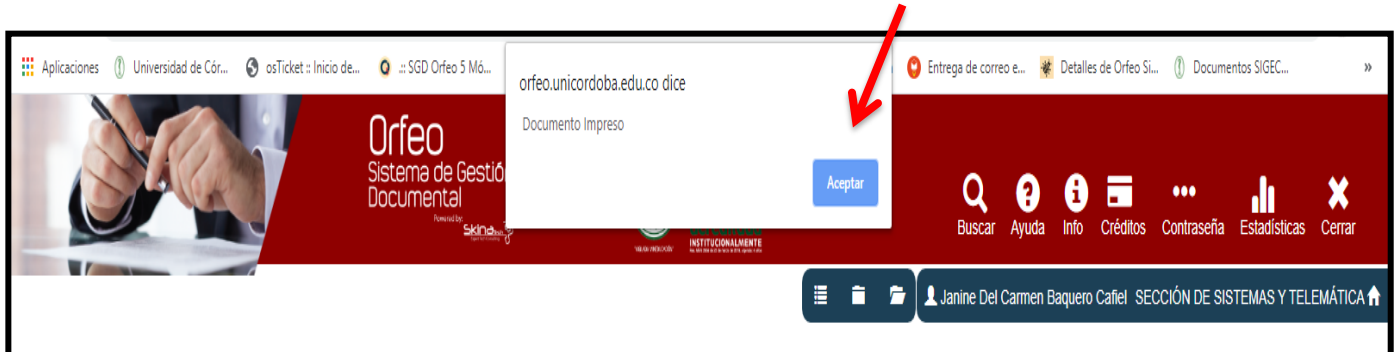 Aplicaciones
Universidad de Cór...
osTicket :: Inicio de...
.:: SGD Orfeo 5 Mó...
Entrega de correo e...
Detalles de Orfeo Si...
Documentos SIGEC...
»
orfeo.unicordoba.edu.co dice
Documento Impreso
Aceptar
Orfeo
Sistema de Gestió
Documental
Powered by:
Skina
INSTITUCIONALMENTE
Buscar
Ayuda
Info
Créditos
Contraseña
Estadísticas
Cerrar
Janine Del Carmen Baquero Cafiel SECCIÓN DE SISTEMAS Y TELEMÁTICA